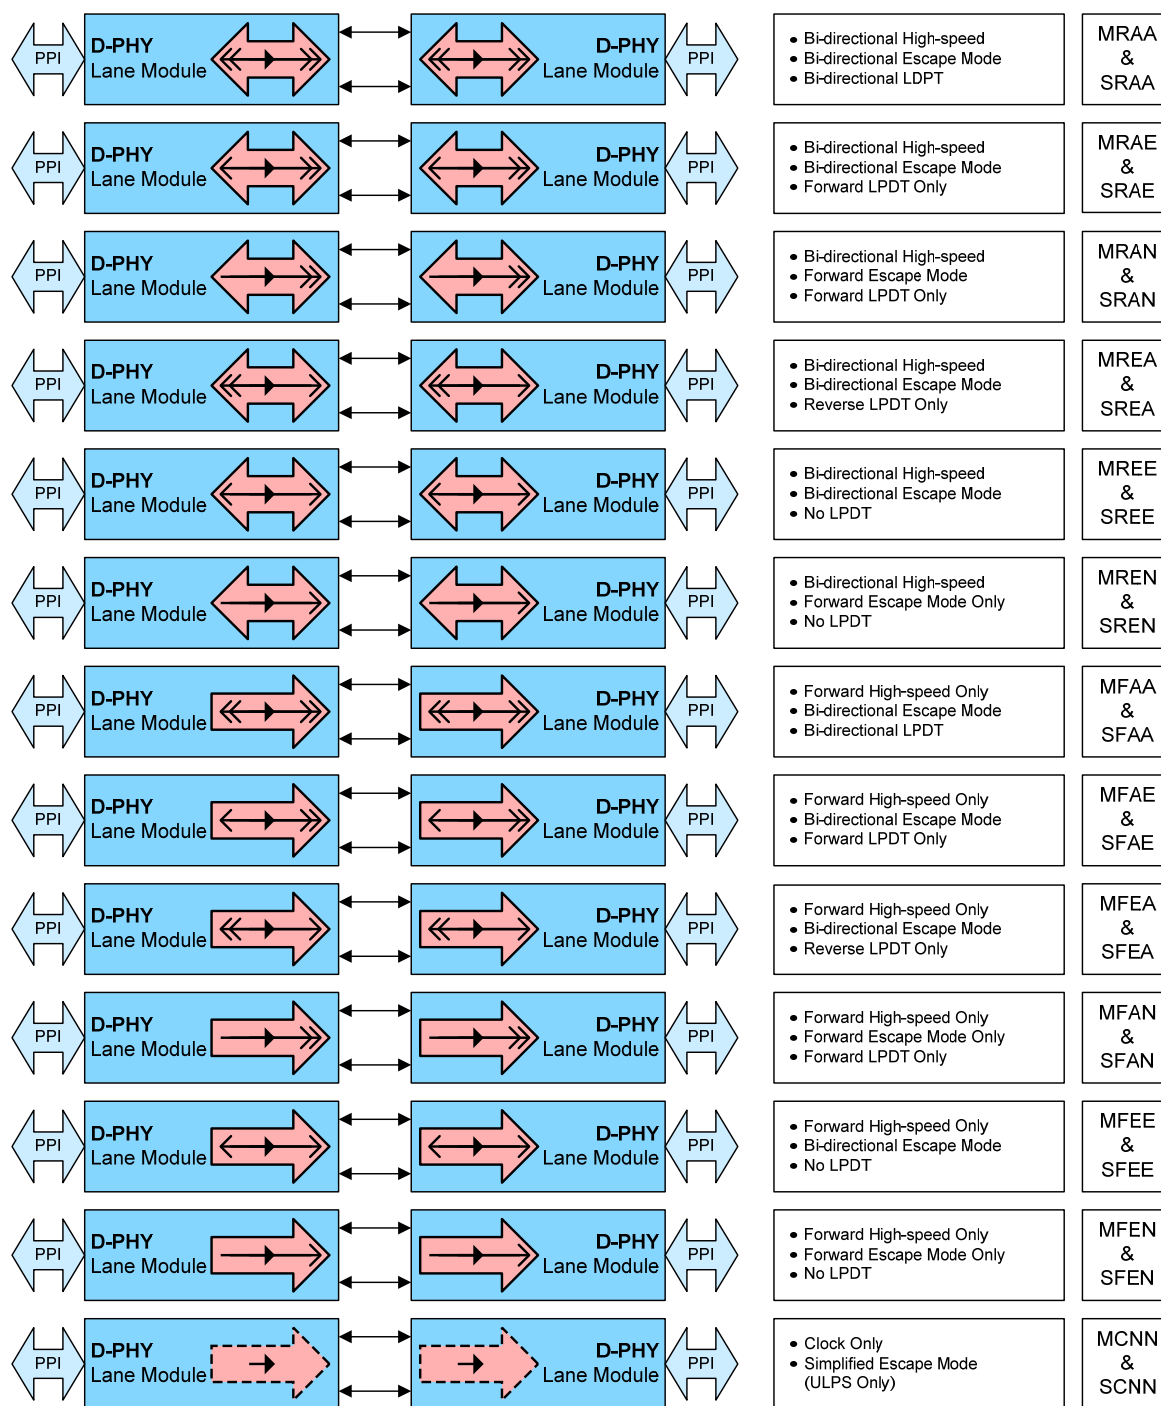 PPI D-PHY Lane Module D-PHY Lane Module PPI
• Bi-directional High-speed
• Bi-directional Escape Mode
• Bi-directional LDPT
MRAA
&
SRAA
PPI D-PHY Lane Module D-PHY Lane Module PPI
• Bi-directional High-speed
• Bi-directional Escape Mode
• Forward LPDT Only
MRAE
&
SRAE
PPI D-PHY Lane Module D-PHY Lane Module PPI
• Bi-directional High-speed
• Forward Escape Mode
• Forward LPDT Only
MRAN
&
SRAN
PPI D-PHY Lane Module D-PHY Lane Module PPI
• Bi-directional High-speed
• Bi-directional Escape Mode
• Reverse LPDT Only
MREA
&
SREA
PPI D-PHY Lane Module D-PHY Lane Module PPI
• Bi-directional High-speed
• Bi-directional Escape Mode
• No LPDT
MREE
&
SREE
PPI D-PHY Lane Module D-PHY Lane Module PPI
• Bi-directional High-speed
• Forward Escape Mode Only
• No LPDT
MREN
&
SREN
PPI D-PHY Lane Module D-PHY Lane Module PPI
• Forward High-speed Only
• Bi-directional Escape Mode
• Bi-directional LPDT
MFAA
&
SFAA
PPI D-PHY Lane Module D-PHY Lane Module PPI
• Forward High-speed Only
• Bi-directional Escape Mode
• Forward LPDT Only
MFAE
&
SFAE
PPI D-PHY Lane Module D-PHY Lane Module PPI
• Forward High-speed Only
• Bi-directional Escape Mode
• Reverse LPDT Only
MFEA
&
SFEA
PPI D-PHY Lane Module D-PHY Lane Module PPI
• Forward High-speed Only
• Forward Escape Mode Only
• Forward LPDT Only
MFAN
&
SFAN
PPI D-PHY Lane Module D-PHY Lane Module PPI
• Forward High-speed Only
• Bi-directional Escape Mode
• No LPDT
MFEE
&
SFEE
PPI D-PHY Lane Module D-PHY Lane Module PPI
• Forward High-speed Only
• Forward Escape Mode Only
• No LPDT
MFEN
&
SFEN
PPI D-PHY Lane Module D-PHY Lane Module PPI
• Clock Only
• Simplified Escape Mode
(ULPS Only)
MCNN
&
SCNN